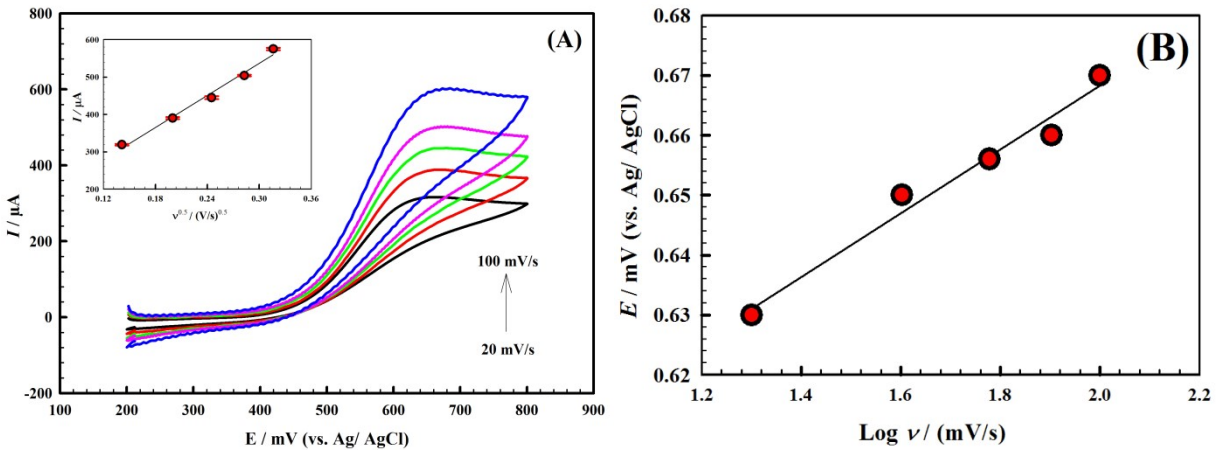 (A)
I / µA
800
600
400
200
0
-200
100 200 300 400 500 600 700 800 900
E / mV (vs. Ag/ AgCl)
100 mV/s
20 mV/s
I / µA
600
500
400
300
200
0.12 0.18 0.24 0.30 0.36
ν^0.5 / (V/s)^0.5
(B)
E / mV (vs. Ag/ AgCl)
0.68
0.67
0.66
0.65
0.64
0.63
0.62
1.2 1.4 1.6 1.8 2.0 2.2
Log ν / (mV/s)